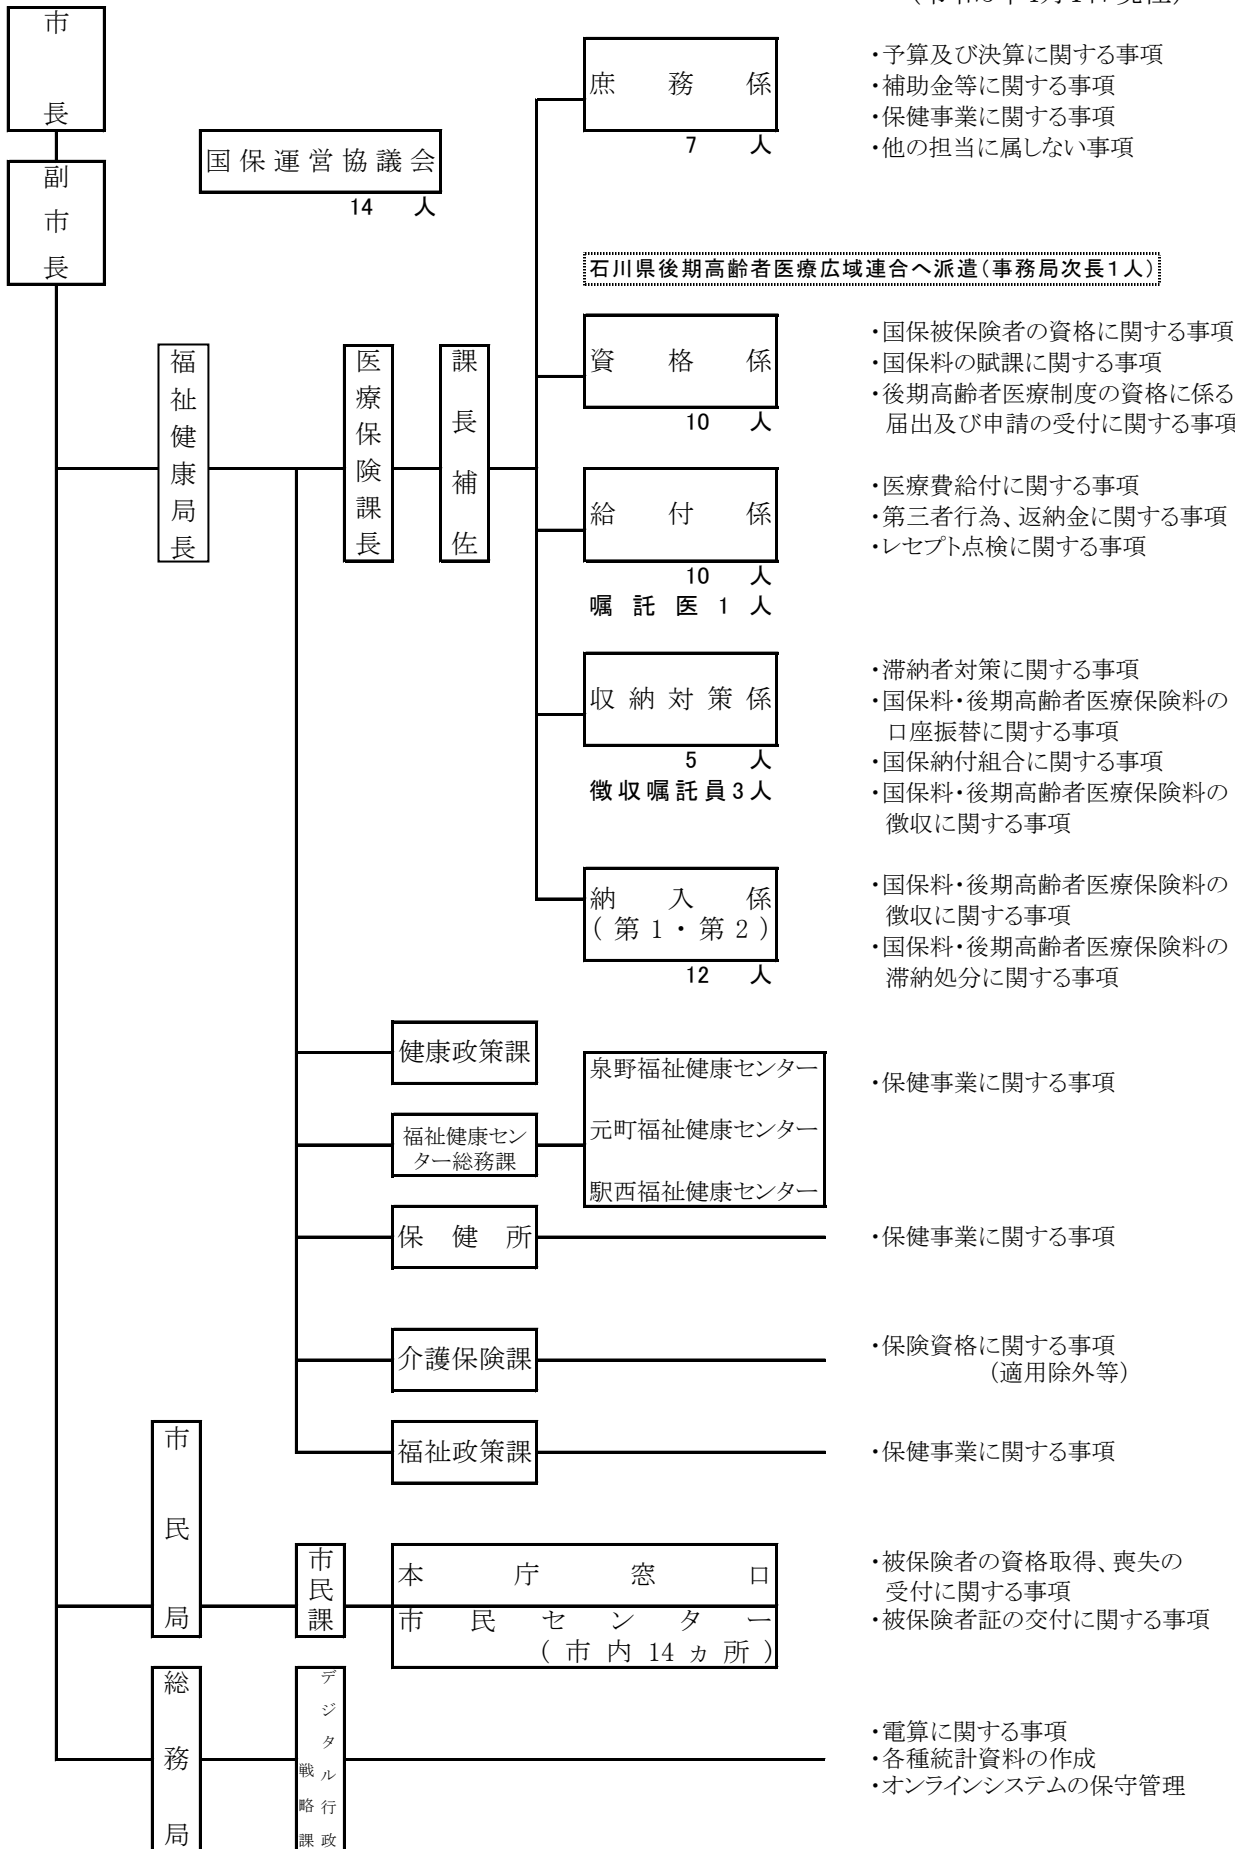 市長
副市長
国保運営協議会
14 人
庶務係
7 人
・予算及び決算に関する事項
・補助金等に関する事項
・保健事業に関する事項
・他の担当に属しない事項
石川県後期高齢者医療広域連合へ派遣(事務局次長1人)
福祉健康局長
医療保険課長
課長補佐
資格係
10 人
・国保被保険者の資格に関する事項
・国保料の賦課に関する事項
・後期高齢者医療制度の資格に係る
届出及び申請の受付に関する事項
給付係
10 人
嘱託医1人
・医療費給付に関する事項
・第三者行為、返納金に関する事項
・レセプト点検に関する事項
収納対策係
5 人
徴収嘱託員3人
・滞納者対策に関する事項
・国保料・後期高齢者医療保険料の
口座振替に関する事項
・国保納付組合に関する事項
・国保料・後期高齢者医療保険料の
徴収に関する事項
納入係
(第1・第2)
12 人
・国保料・後期高齢者医療保険料の
徴収に関する事項
・国保料・後期高齢者医療保険料の
滞納処分に関する事項
健康政策課
福祉健康セン
ター総務課
泉野福祉健康センター
元町福祉健康センター
駅西福祉健康センター
・保健事業に関する事項
保健所
・保健事業に関する事項
介護保険課
・保険資格に関する事項
(適用除外等)
福祉政策課
・保健事業に関する事項
市民局
市民課
本庁窓口
市民センター
(市内14ヵ所)
・被保険者の資格取得、喪失の
受付に関する事項
・被保険者証の交付に関する事項
総務局
デジタル行政
戦略課
・電算に関する事項
・各種統計資料の作成
・オンラインシステムの保守管理